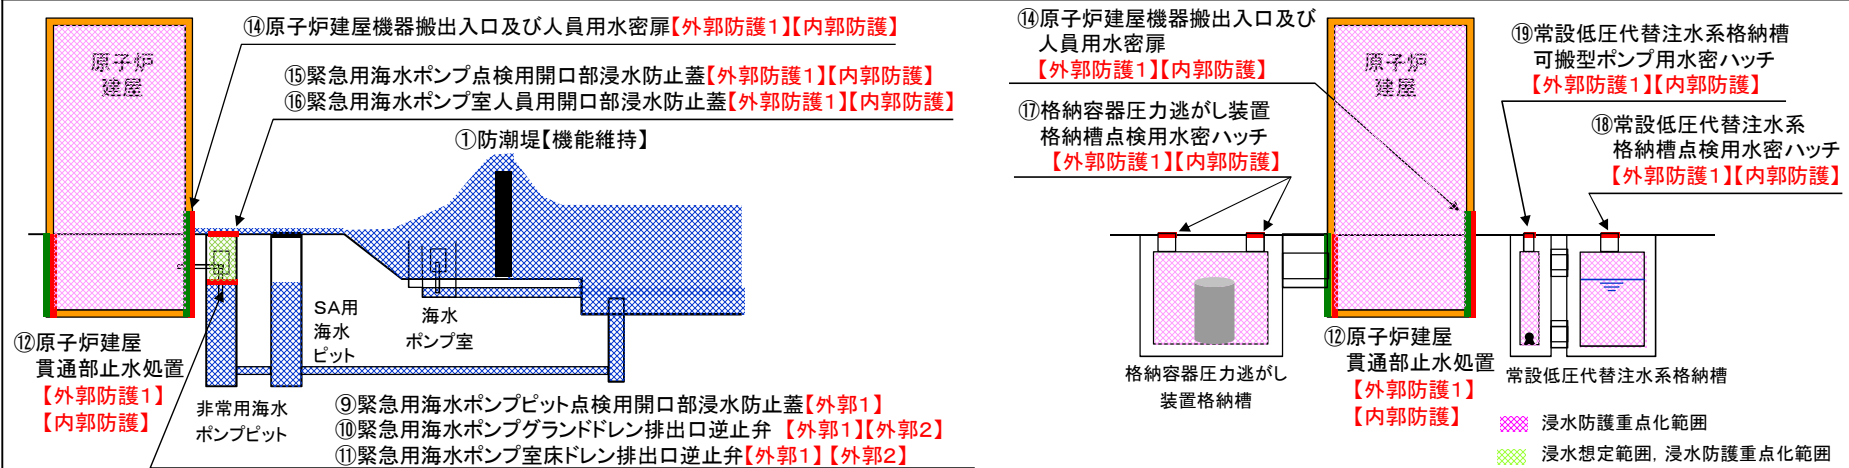 ⑭原子炉建屋機器搬出入口及び人員用水密扉【外郭防護1】【内郭防護】
原子炉
建屋
⑮緊急用海水ポンプ点検用開口部浸水防止蓋【外郭防護1】【内郭防護】
⑯緊急用海水ポンプ室人員用開口部浸水防止蓋【外郭防護1】【内郭防護】
①防潮堤【機能維持】
SA用
海水
ピット
海水
ポンプ室
⑫原子炉建屋
貫通部止水処置
【外郭防護1】
【内郭防護】
非常用海水
ポンプピット
⑨緊急用海水ポンプピット点検用開口部浸水防止蓋【外郭1】
⑩緊急用海水ポンプグランドドレン排出口逆止弁 【外郭1】【外郭2】
⑪緊急用海水ポンプ室床ドレン排出口逆止弁【外郭1】【外郭2】
⑭原子炉建屋機器搬出入口及び
人員用水密扉
【外郭防護1】【内郭防護】
⑰格納容器圧力逃がし装置
格納槽点検用水密ハッチ
【外郭防護1】【内郭防護】
原子炉
建屋
⑲常設低圧代替注水系格納槽
可搬型ポンプ用水密ハッチ
【外郭防護1】【内郭防護】
⑱常設低圧代替注水系
格納槽点検用水密ハッチ
【外郭防護1】【内郭防護】
格納容器圧力逃がし
装置格納槽
⑫原子炉建屋
貫通部止水処置
【外郭防護1】
【内郭防護】
常設低圧代替注水系格納槽
浸水防護重点化範囲
浸水想定範囲，浸水防護重点化範囲